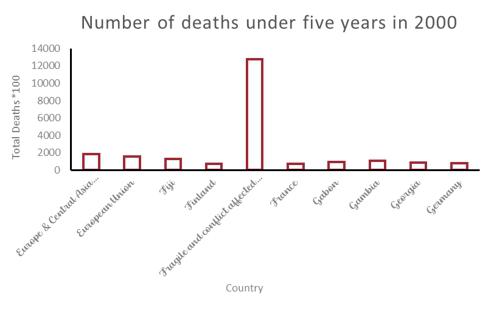 Number of deaths under five years in 2000
Total Deaths *100
14000
12000
10000
8000
6000
4000
2000
0
Europe & Central Asia...
European Union
Fiji
Finland
Fragile and conflict affected...
France
Gabon
Gambia
Georgia
Germany
Country